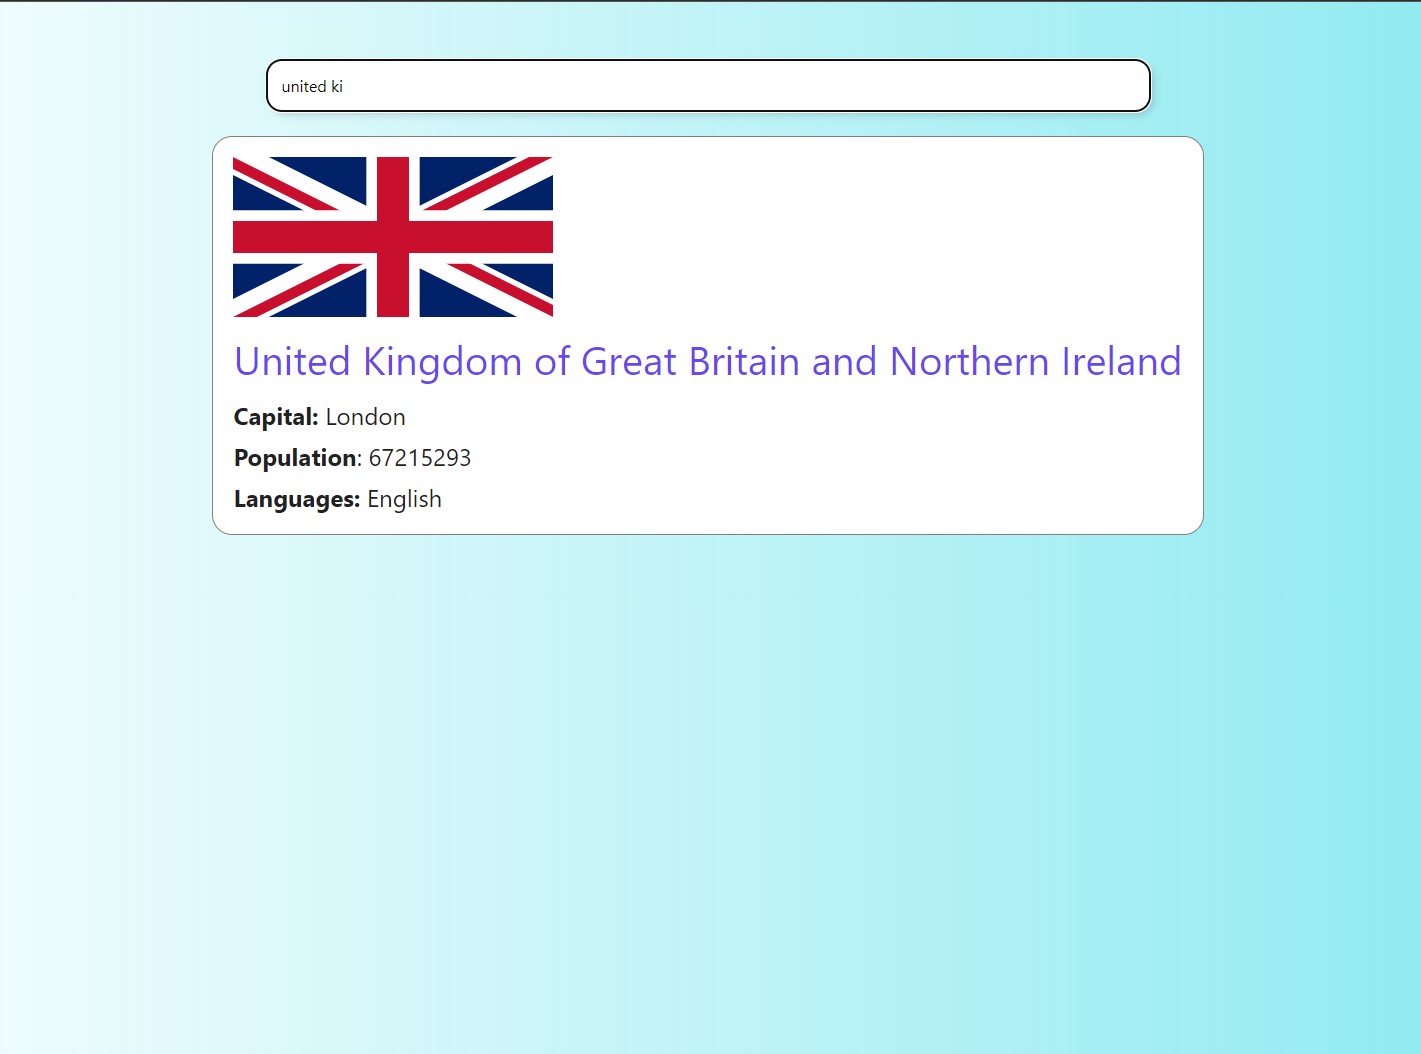 united ki
United Kingdom of Great Britain and Northern Ireland
Capital: London
Population: 67215293
Languages: English